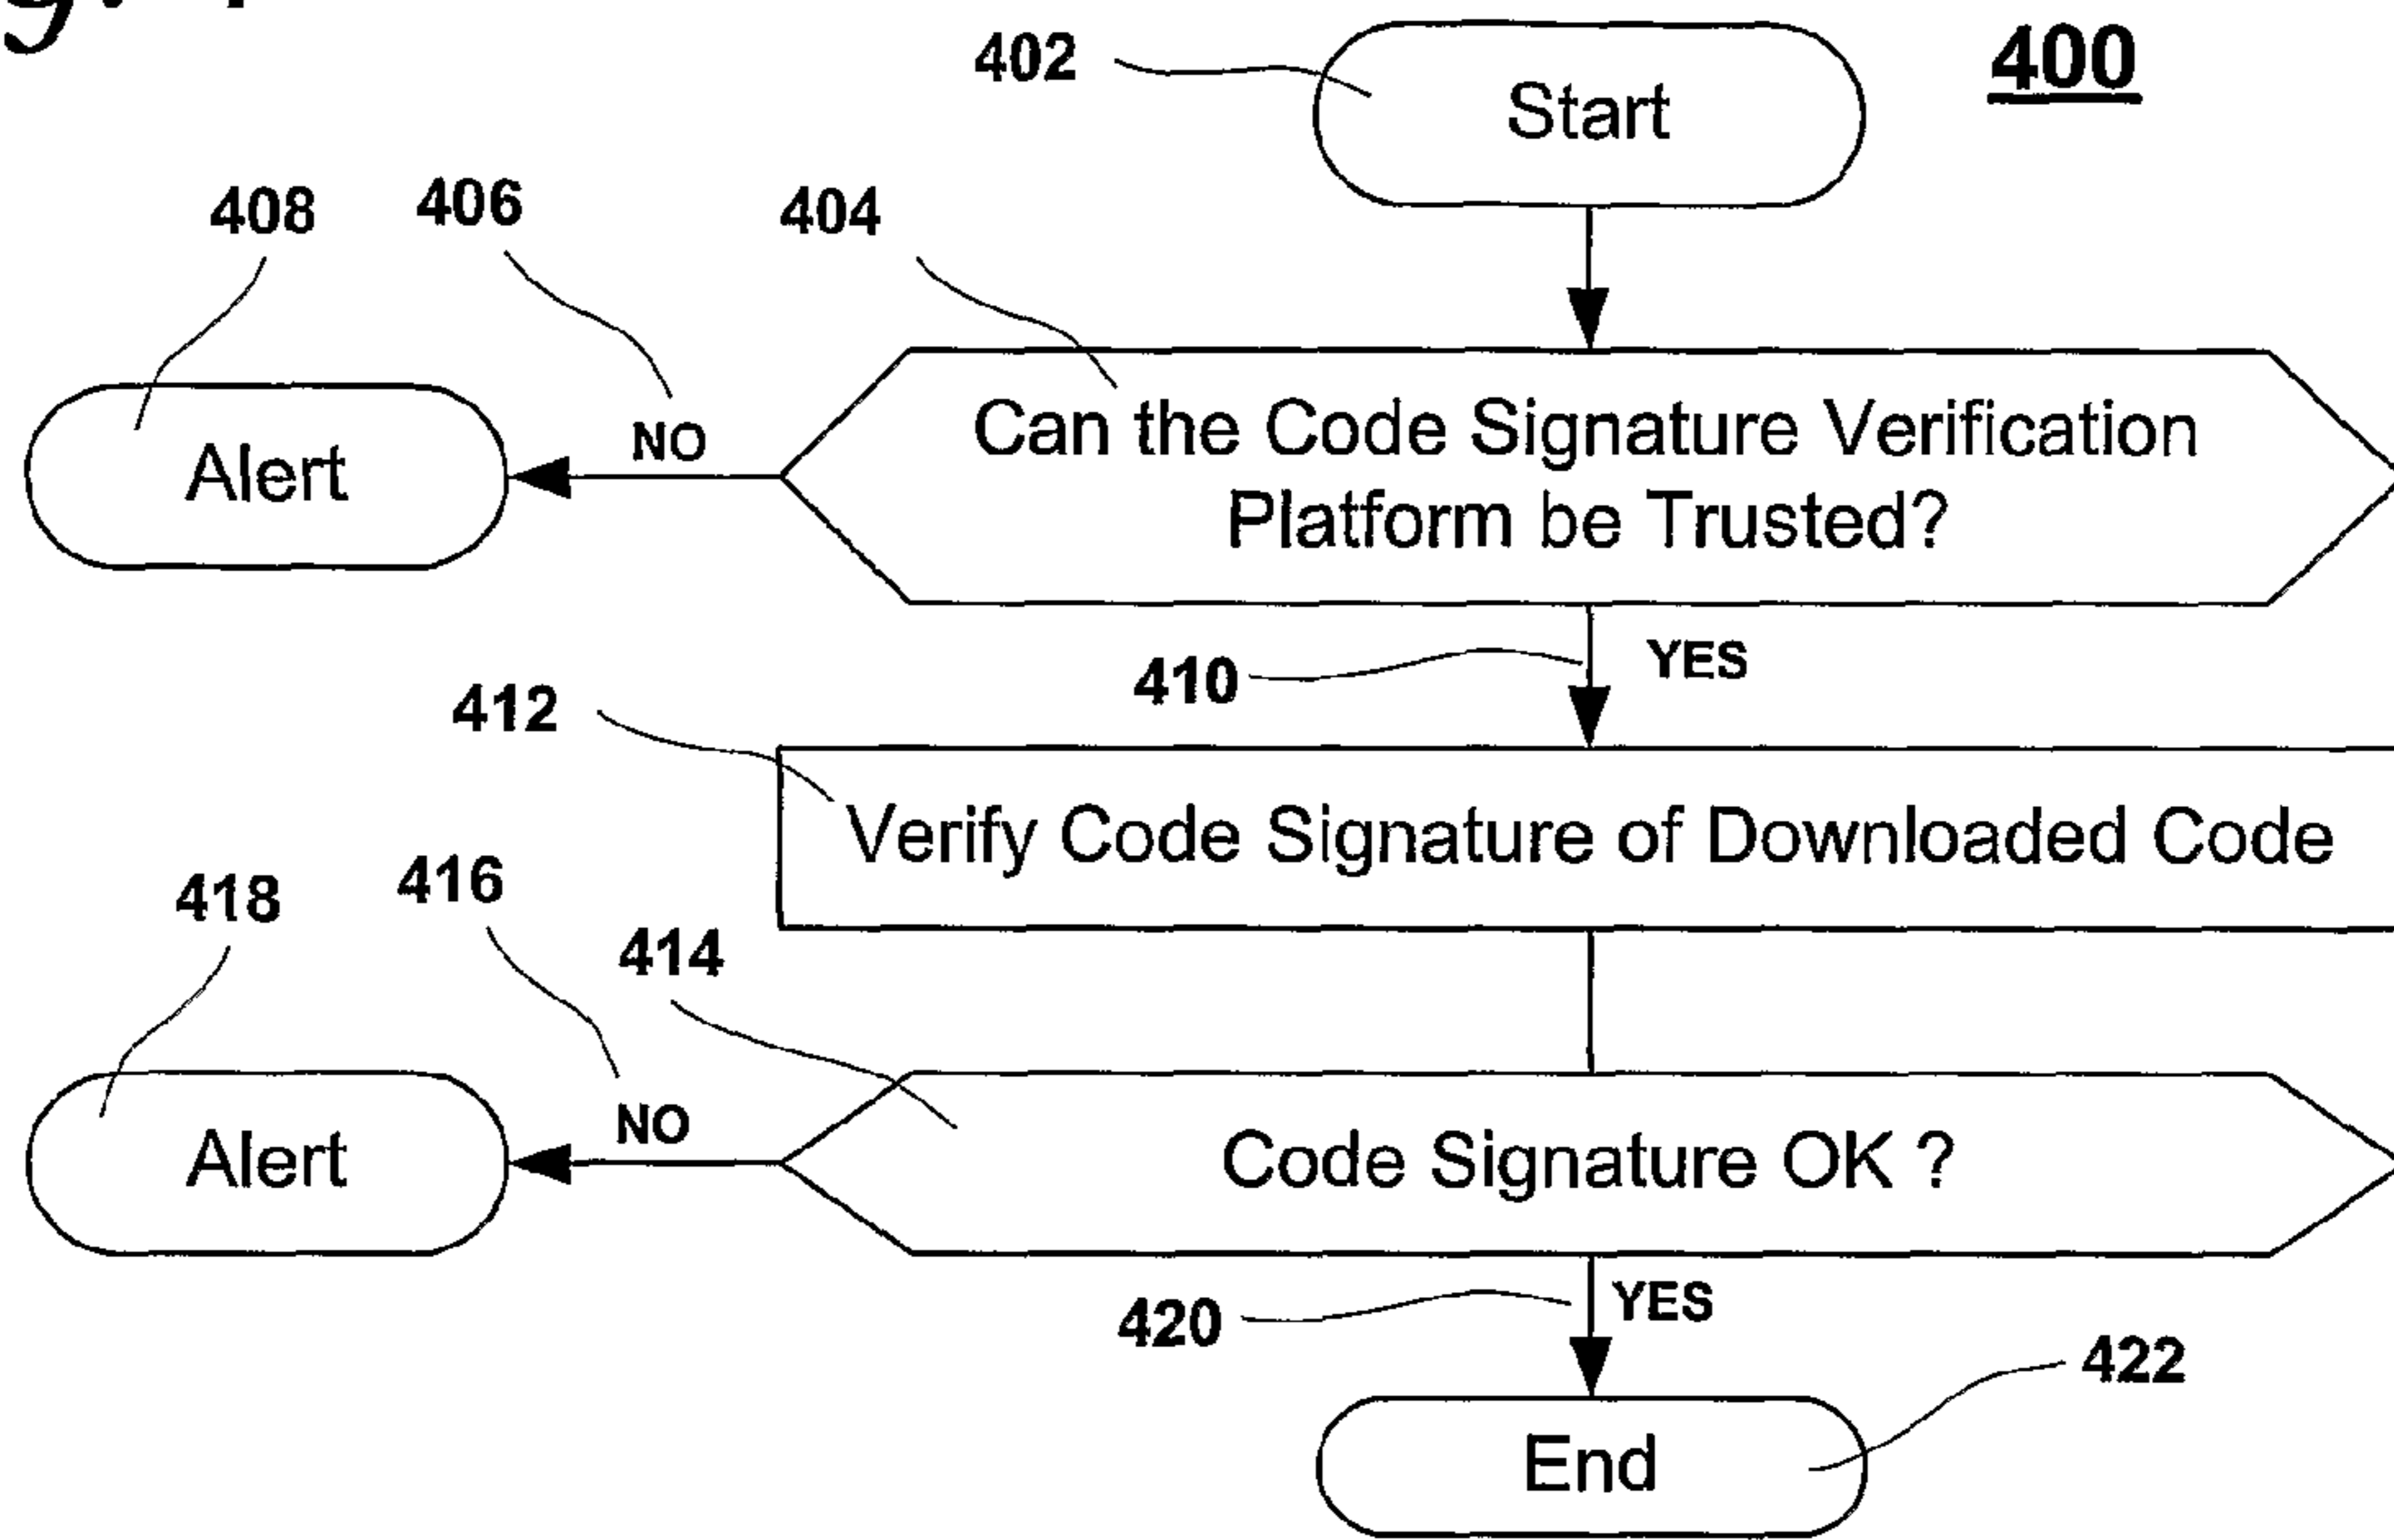 402
Start
400
408
406
404
Alert
NO
Can the Code Signature Verification
Platform be Trusted?
410
YES
412
Verify Code Signature of Downloaded Code
418
416
414
Alert
NO
Code Signature OK ?
420
YES
422
End